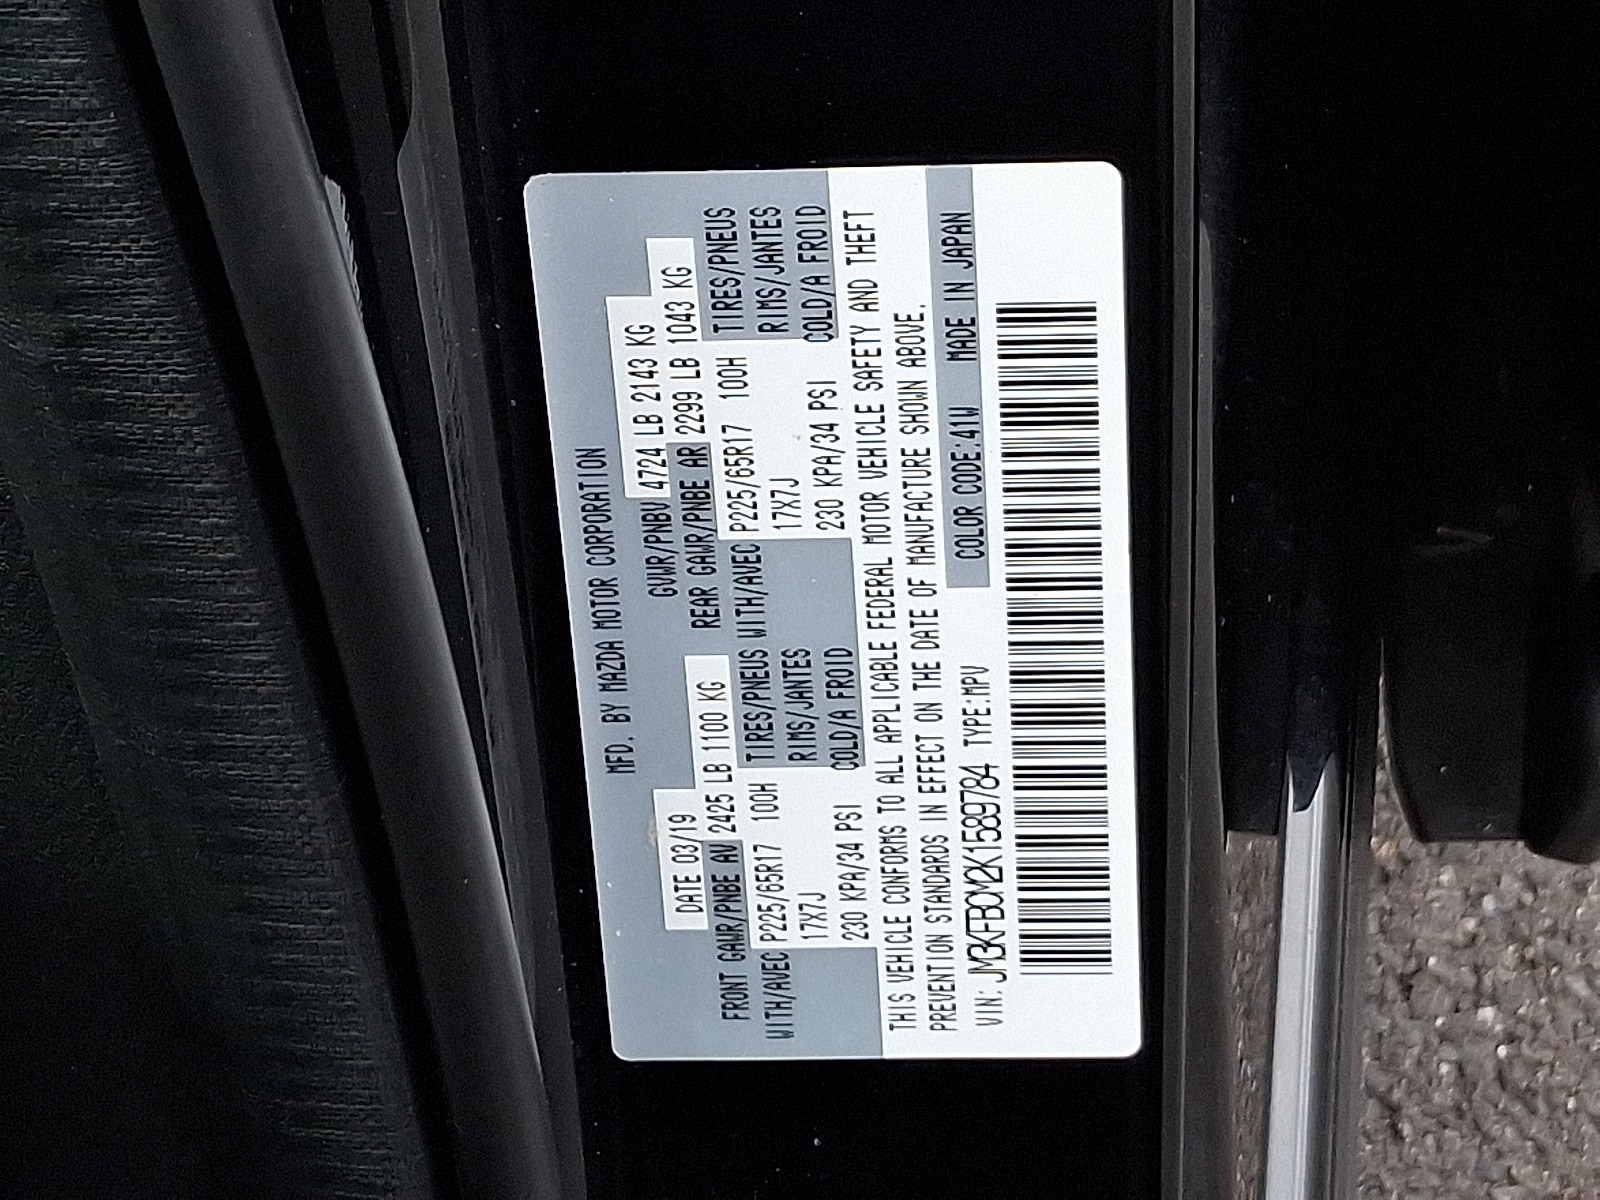 MFD. BY MAZDA MOTOR CORPORATION
DATE 03/19 GVWR/PNBV 4724 LB 2143 KG
FRONT GAWR/PNBE AV 2425 LB 1100 KG REAR GAWR/PNBE AR 2299 LB 1043 KG
WITH/AVEC P225/65R17 100H TIRES/PNEUS WITH/AVEC P225/65R17 100H TIRES/PNEUS
17X7J RIMS/JANTES 17X7J RIMS/JANTES
230 KPA/34 PSI COLD/A FROID 230 KPA/34 PSI COLD/A FROID
THIS VEHICLE CONFORMS TO ALL APPLICABLE FEDERAL MOTOR VEHICLE SAFETY AND THEFT
PREVENTION STANDARDS IN EFFECT ON THE DATE OF MANUFACTURE SHOWN ABOVE.
VIN: JM3KFBCM2K1589784 TYPE:MPV COLOR CODE:41W MADE IN JAPAN